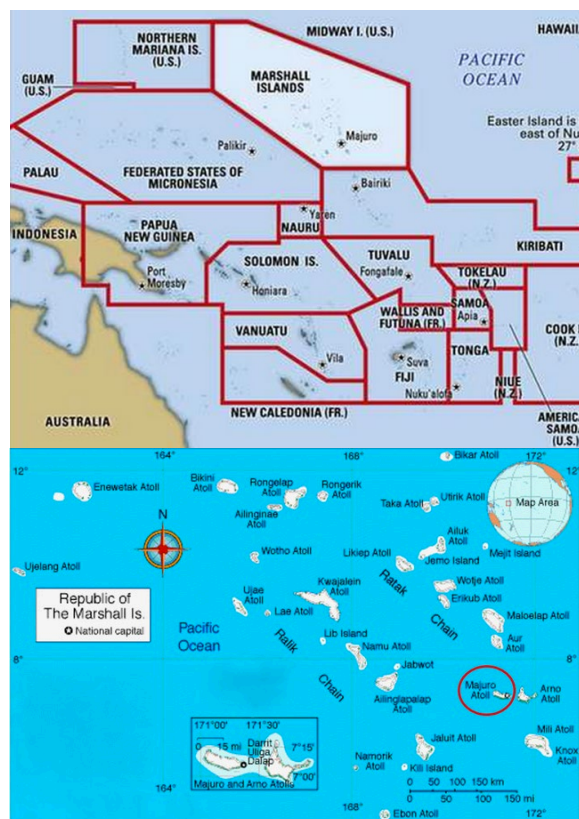 NORTHERN
MARIANA IS.
(U.S.)
MIDWAY I. (U.S.)
HAWAII
GUAM
(U.S.)
MARSHALL
ISLANDS
PACIFIC
OCEAN
Majuro
Easter Island is
east of Nu
27°
Palikir
PALAU
FEDERATED STATES OF
MICRONESIA
Bairiki
INDONESIA
PAPUA
NEW GUINEA
Yaren
NAURU
KIRIBATI
SOLOMON IS.
TUVALU
Fongafale
TOKELAU
(N.Z.)
Port
Moresby
Honiara
WALLIS AND
FUTUNA (FR.)
SAMOA
Apia
COOK
(N.Z.)
VANUATU
Vila
Suva
FIJI
TONGA
Nuku'alofa
NIUE
(N.Z.)
NEW CALEDONIA (FR.)
AUSTRALIA
AMERICA
SAMOA
(U.S.)
164°
168°
172°
12°
12°
Bikar Atoll
Enewetak Atoll
Bikini
Atoll
Rongelap
Atoll
Rongerik
Atoll
Ailinginae
Atoll
Taka Atoll
Utirik Atoll
Map Area
N
Ailuk
Atoll
Mejit Island
Jemo Island
Likiep Atoll
Wotho Atoll
Ujelang Atoll
Republic of
The Marshall Is.
National capital
Ujae
Atoll
Kwajalein
Atoll
Lae Atoll
Ratak
Chain
Wotje Atoll
Erikub Atoll
Maloelap
Atoll
Aur
Atoll
Pacific
Ocean
Ralik
Chain
Lib Island
Namu Atoll
8°
8°
Jabwot
Ailinglapalap
Atoll
Majuro
Atoll
Arno
Atoll
171°00'
171°30'
0
15 mi
Darrit
Uliga
Dalap
7°15'
7°00'
Majuro and Arno Atolls
Jaluit Atoll
Mili Atoll
Knox
Atoll
Namorik
Atoll
Kili Island
0 50 100 150 km
0 50 100 150 mi
164°
168°
Ebon Atoll
172°